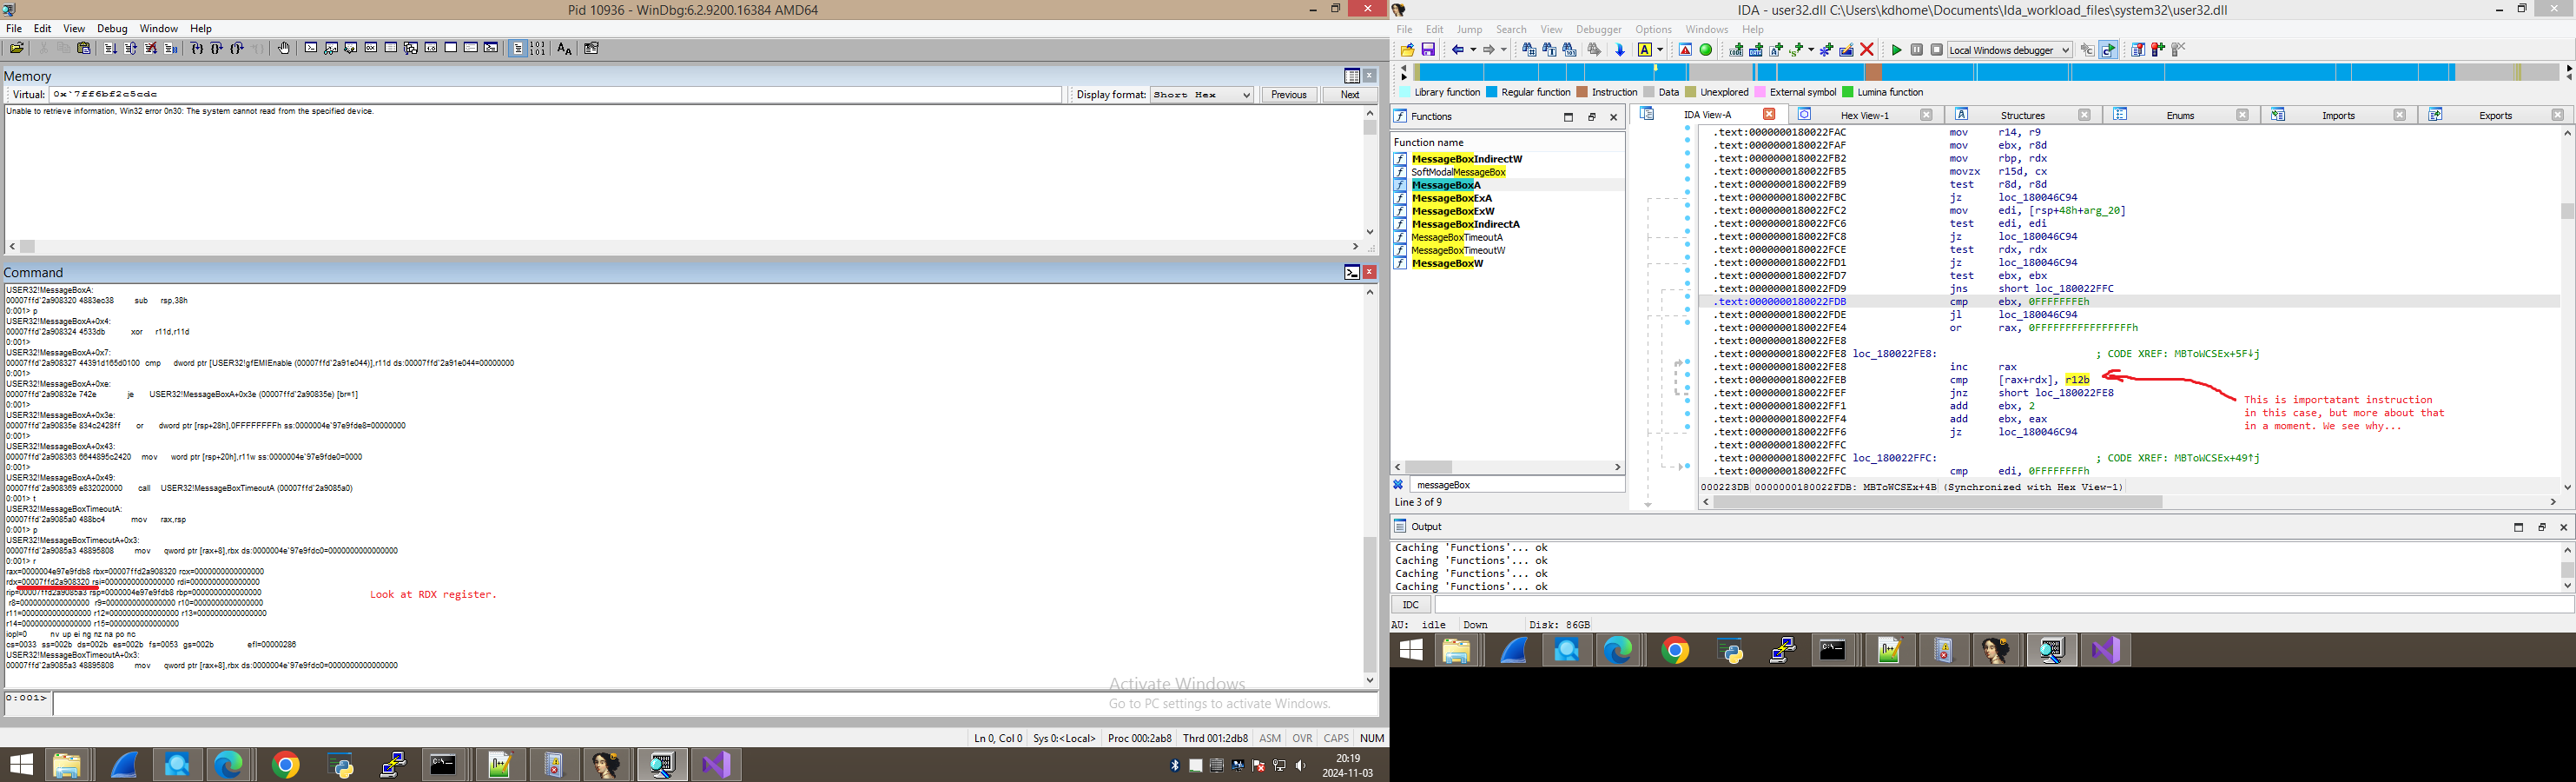 Pid 10936 - WinDbg:6.2.9200.16384 AMD64
File Edit View Debug Window Help
Memory
Virtual: 0x`7ff6bf2c5cdc Display format: Short Hex Previous Next
Unable to retrieve information, Win32 error 0n30: The system cannot read from the specified device.
Command
USER32!MessageBoxA:
00007ffd`2a908320 4883ec38 sub rsp,38h
0:001> p
USER32!MessageBoxA+0x4:
00007ffd`2a908324 4533db xor r11d,r11d
0:001>
USER32!MessageBoxA+0x7:
00007ffd`2a908327 44391d165d0100 cmp dword ptr [USER32!gfEMIEnable (00007ffd`2a91e044)],r11d ds:00007ffd`2a91e044=00000000
0:001>
USER32!MessageBoxA+0xe:
00007ffd`2a90832e 742e je USER32!MessageBoxA+0x3e (00007ffd`2a90835e) [br=1]
0:001>
USER32!MessageBoxA+0x3e:
00007ffd`2a90835e 834c2428ff or dword ptr [rsp+28h],0FFFFFFFFh ss:0000004e`97e9fde8=00000000
0:001>
USER32!MessageBoxA+0x43:
00007ffd`2a908363 6644895c2420 mov word ptr [rsp+20h],r11w ss:0000004e`97e9fde0=0000
0:001>
USER32!MessageBoxA+0x49:
00007ffd`2a908369 e832020000 call USER32!MessageBoxTimeoutA (00007ffd`2a9085a0)
0:001> t
USER32!MessageBoxTimeoutA:
00007ffd`2a9085a0 488bc4 mov rax,rsp
0:001> p
USER32!MessageBoxTimeoutA+0x3:
00007ffd`2a9085a3 48895808 mov qword ptr [rax+8],rbx ds:0000004e`97e9fdc0=0000000000000000
0:001> r
rax=0000004e97e9fdb8 rbx=00007ffd2a908320 rcx=0000000000000000
rdx=00007ffd2a908320 rsi=0000000000000000 rdi=0000000000000000
rip=00007ffd2a9085a3 rsp=0000004e97e9fdb8 rbp=0000000000000000
r8=0000000000000000 r9=0000000000000000 r10=0000000000000000
r11=0000000000000000 r12=0000000000000000 r13=0000000000000000
r14=0000000000000000 r15=0000000000000000
iopl=0 nv up ei ng nz na po nc
cs=0033 ss=002b ds=002b es=002b fs=0053 gs=002b efl=00000286
USER32!MessageBoxTimeoutA+0x3:
00007ffd`2a9085a3 48895808 mov qword ptr [rax+8],rbx ds:0000004e`97e9fdc0=0000000000000000
Look at RDX register.
0:001>
Activate Windows
Go to PC settings to activate Windows.
Ln 0, Col 0 Sys 0:<Local> Proc 000:2ab8 Thrd 001:2db8 ASM OVR CAPS NUM
20:19
2024-11-03
IDA - user32.dll C:\Users\kdhome\Documents\Ida_workload_files\system32\user32.dll
File Edit Jump Search View Debugger Options Windows Help
Local Windows debugger
Library function Regular function Instruction Data Unexplored External symbol Lumina function
Functions
Function name
MessageBoxIndirectW
SoftModalMessageBox
MessageBoxA
MessageBoxExA
MessageBoxExW
MessageBoxIndirectA
MessageBoxTimeoutA
MessageBoxTimeoutW
MessageBoxW
messageBox
Line 3 of 9
IDA View-A Hex View-1 Structures Enums Imports Exports
.text:0000000180022FAC mov r14, r9
.text:0000000180022FAF mov ebx, r8d
.text:0000000180022FB2 mov rbp, rdx
.text:0000000180022FB5 movzx r15d, cx
.text:0000000180022FB9 test r8d, r8d
.text:0000000180022FBC jz loc_180046C94
.text:0000000180022FC2 mov edi, [rsp+48h+arg_20]
.text:0000000180022FC6 test edi, edi
.text:0000000180022FC8 jz loc_180046C94
.text:0000000180022FCE test rdx, rdx
.text:0000000180022FD1 jz loc_180046C94
.text:0000000180022FD7 test ebx, ebx
.text:0000000180022FD9 jns short loc_180022FFC
.text:0000000180022FDB cmp ebx, 0FFFFFFFEh
.text:0000000180022FDE jl loc_180046C94
.text:0000000180022FE4 or rax, 0FFFFFFFFFFFFFFFFh
.text:0000000180022FE8
.text:0000000180022FE8 loc_180022FE8: ; CODE XREF: MBToWCSEx+5F↓j
.text:0000000180022FE8 inc rax
.text:0000000180022FEB cmp [rax+rdx], r12b
.text:0000000180022FEF jnz short loc_180022FE8
.text:0000000180022FF1 add ebx, 2
.text:0000000180022FF4 add ebx, eax
.text:0000000180022FF6 jz loc_180046C94
.text:0000000180022FFC
.text:0000000180022FFC loc_180022FFC: ; CODE XREF: MBToWCSEx+49↑j
.text:0000000180022FFC cmp edi, 0FFFFFFFFh
This is importatant instruction
in this case, but more about that
in a moment. We see why...
000223DB 0000000180022FDB: MBToWCSEx+4B (Synchronized with Hex View-1)
Output
Caching 'Functions'... ok
Caching 'Functions'... ok
Caching 'Functions'... ok
Caching 'Functions'... ok
IDC
AU: idle Down Disk: 86GB